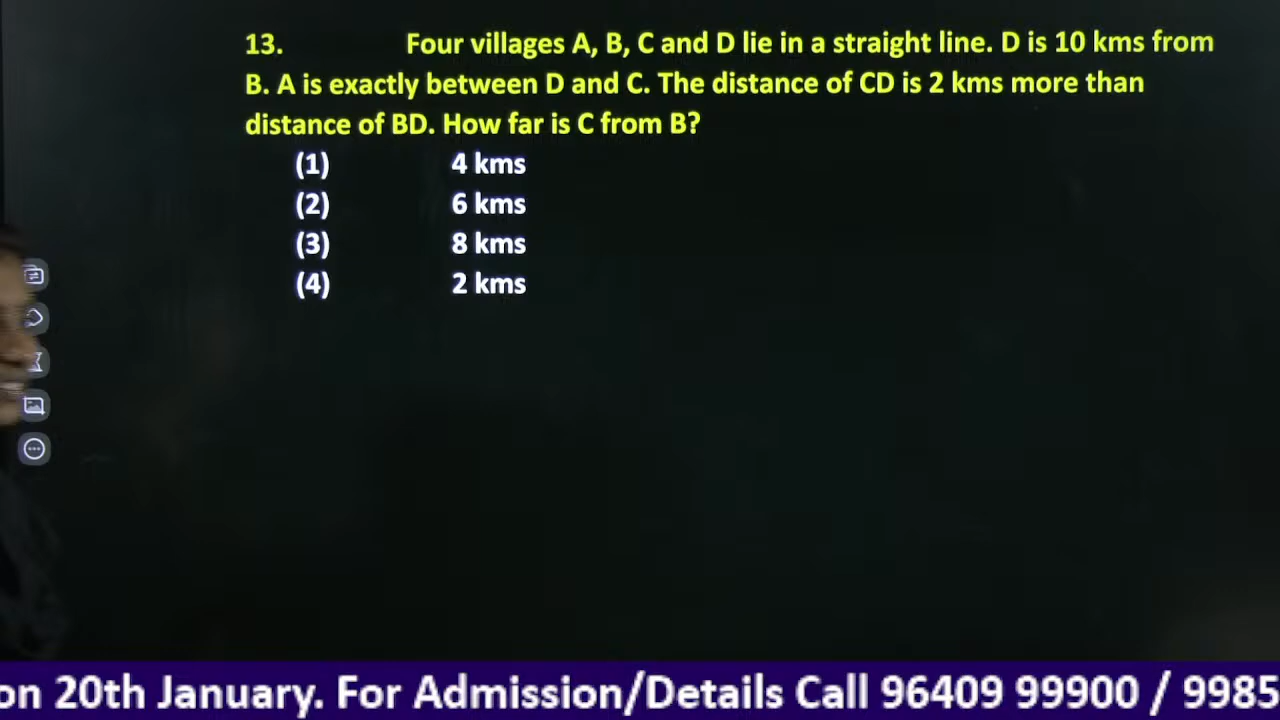 13. Four villages A, B, C and D lie in a straight line. D is 10 kms from
B. A is exactly between D and C. The distance of CD is 2 kms more than
distance of BD. How far is C from B?
(1) 4 kms
(2) 6 kms
(3) 8 kms
(4) 2 kms
on 20th January. For Admission/Details Call 96409 99900 / 9985